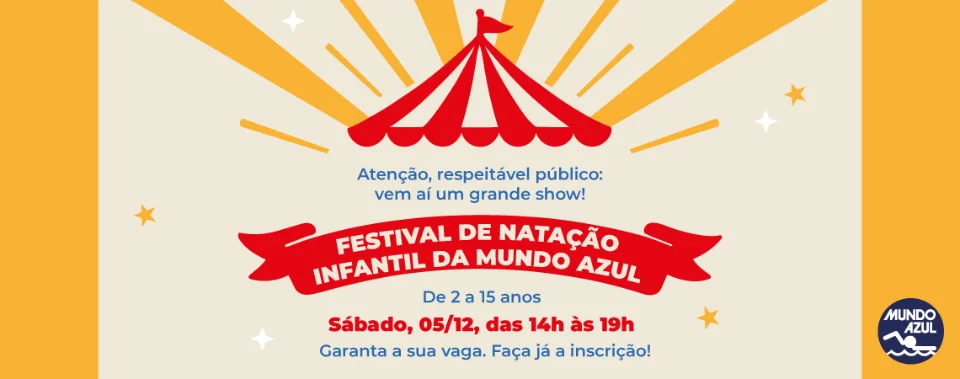 Atenção, respeitável público:
vem aí um grande show!
FESTIVAL DE NATAÇÃO
INFANTIL DA MUNDO AZUL
De 2 a 15 anos
Sábado, 05/12, das 14h às 19h
Garanta a sua vaga. Faça já a inscrição!
MUNDO
AZUL